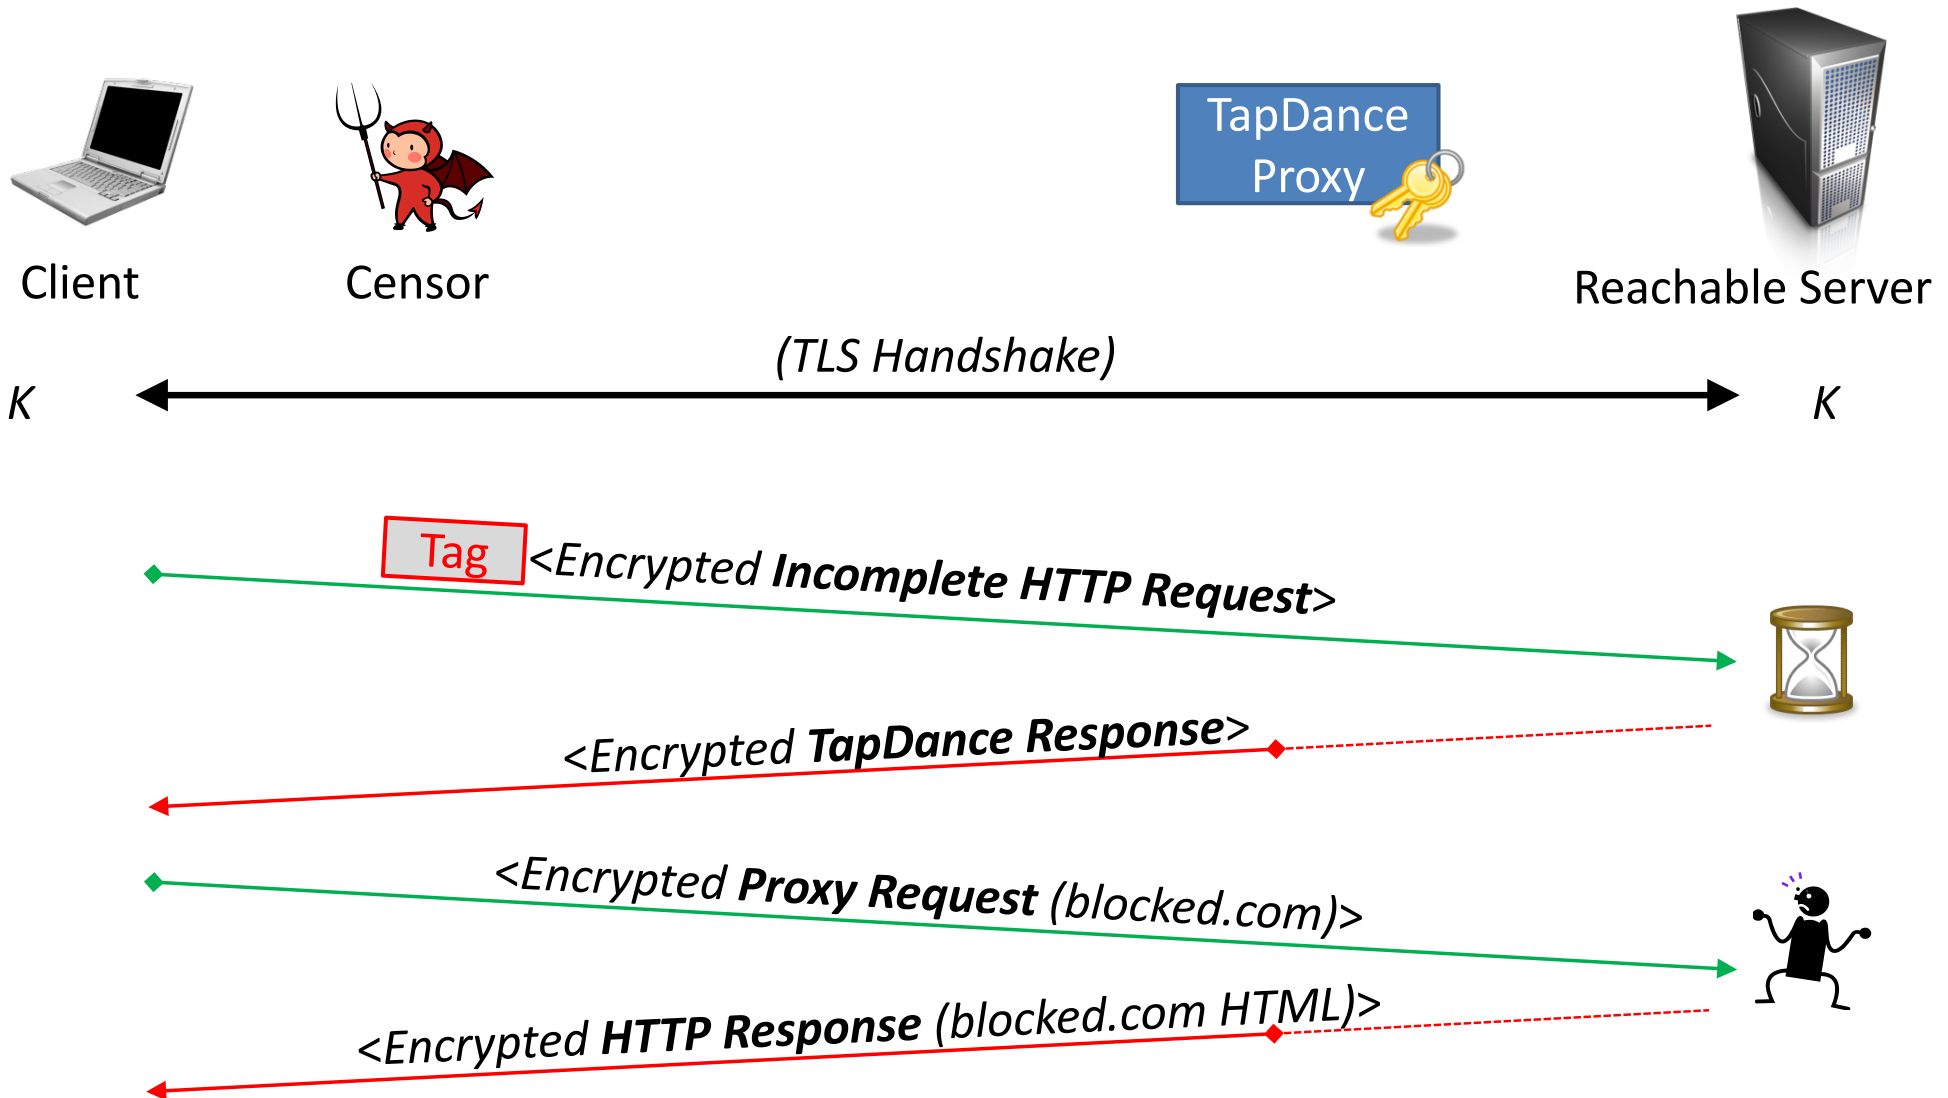 TapDance
Proxy
Client
Censor
Reachable Server
(TLS Handshake)
K
K
Tag
<Encrypted Incomplete HTTP Request>
<Encrypted TapDance Response>
<Encrypted Proxy Request (blocked.com)>
<Encrypted HTTP Response (blocked.com HTML)>